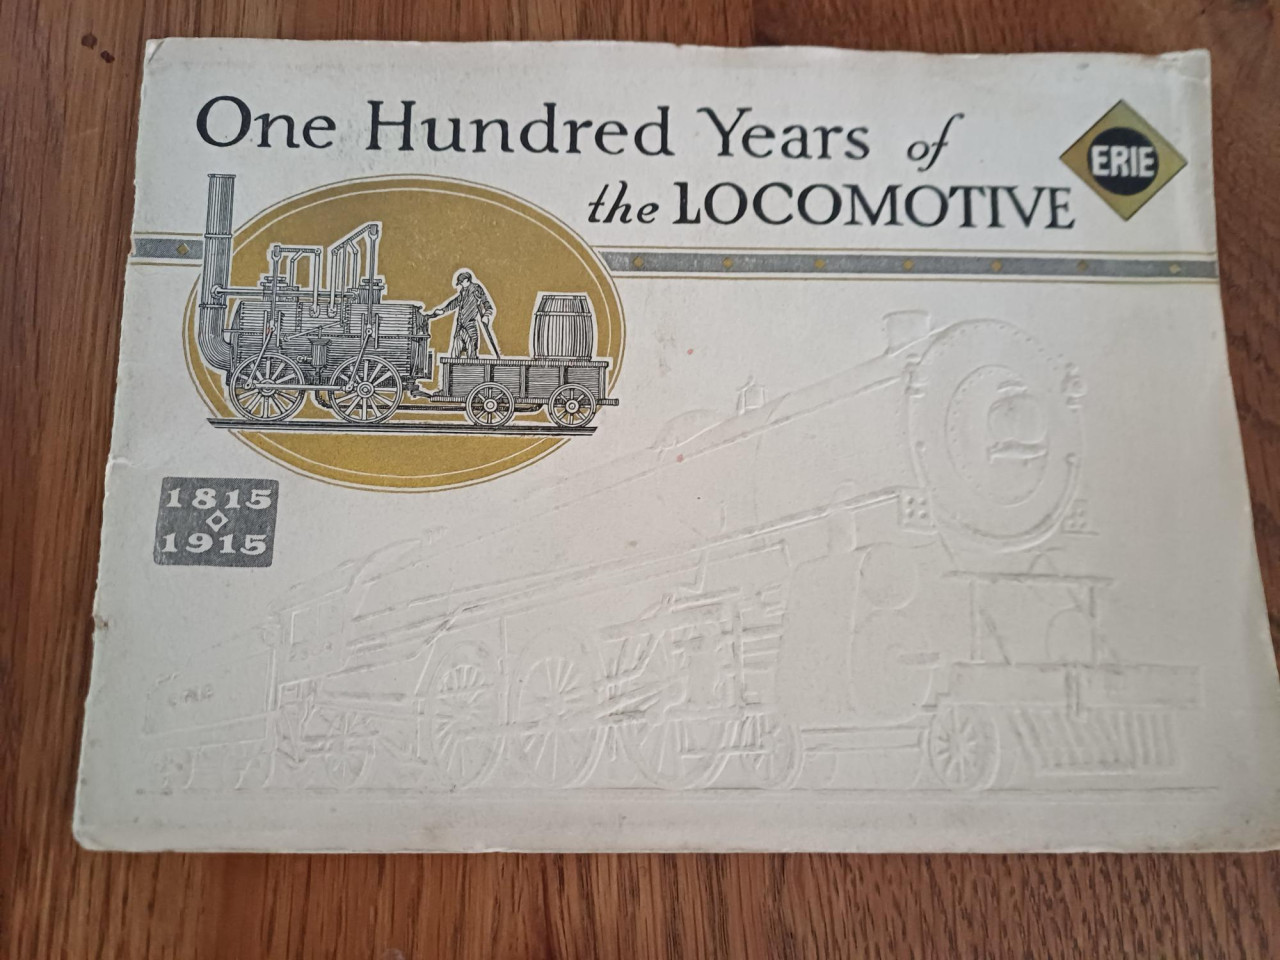 One Hundred Years of
the LOCOMOTIVE
ERIE
1815
1915